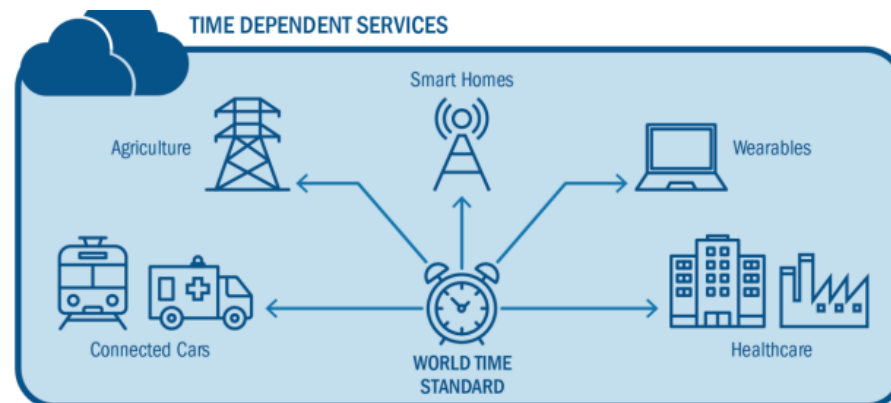 TIME DEPENDENT SERVICES
Smart Homes
Agriculture
Wearables
Connected Cars
WORLD TIME
STANDARD
Healthcare